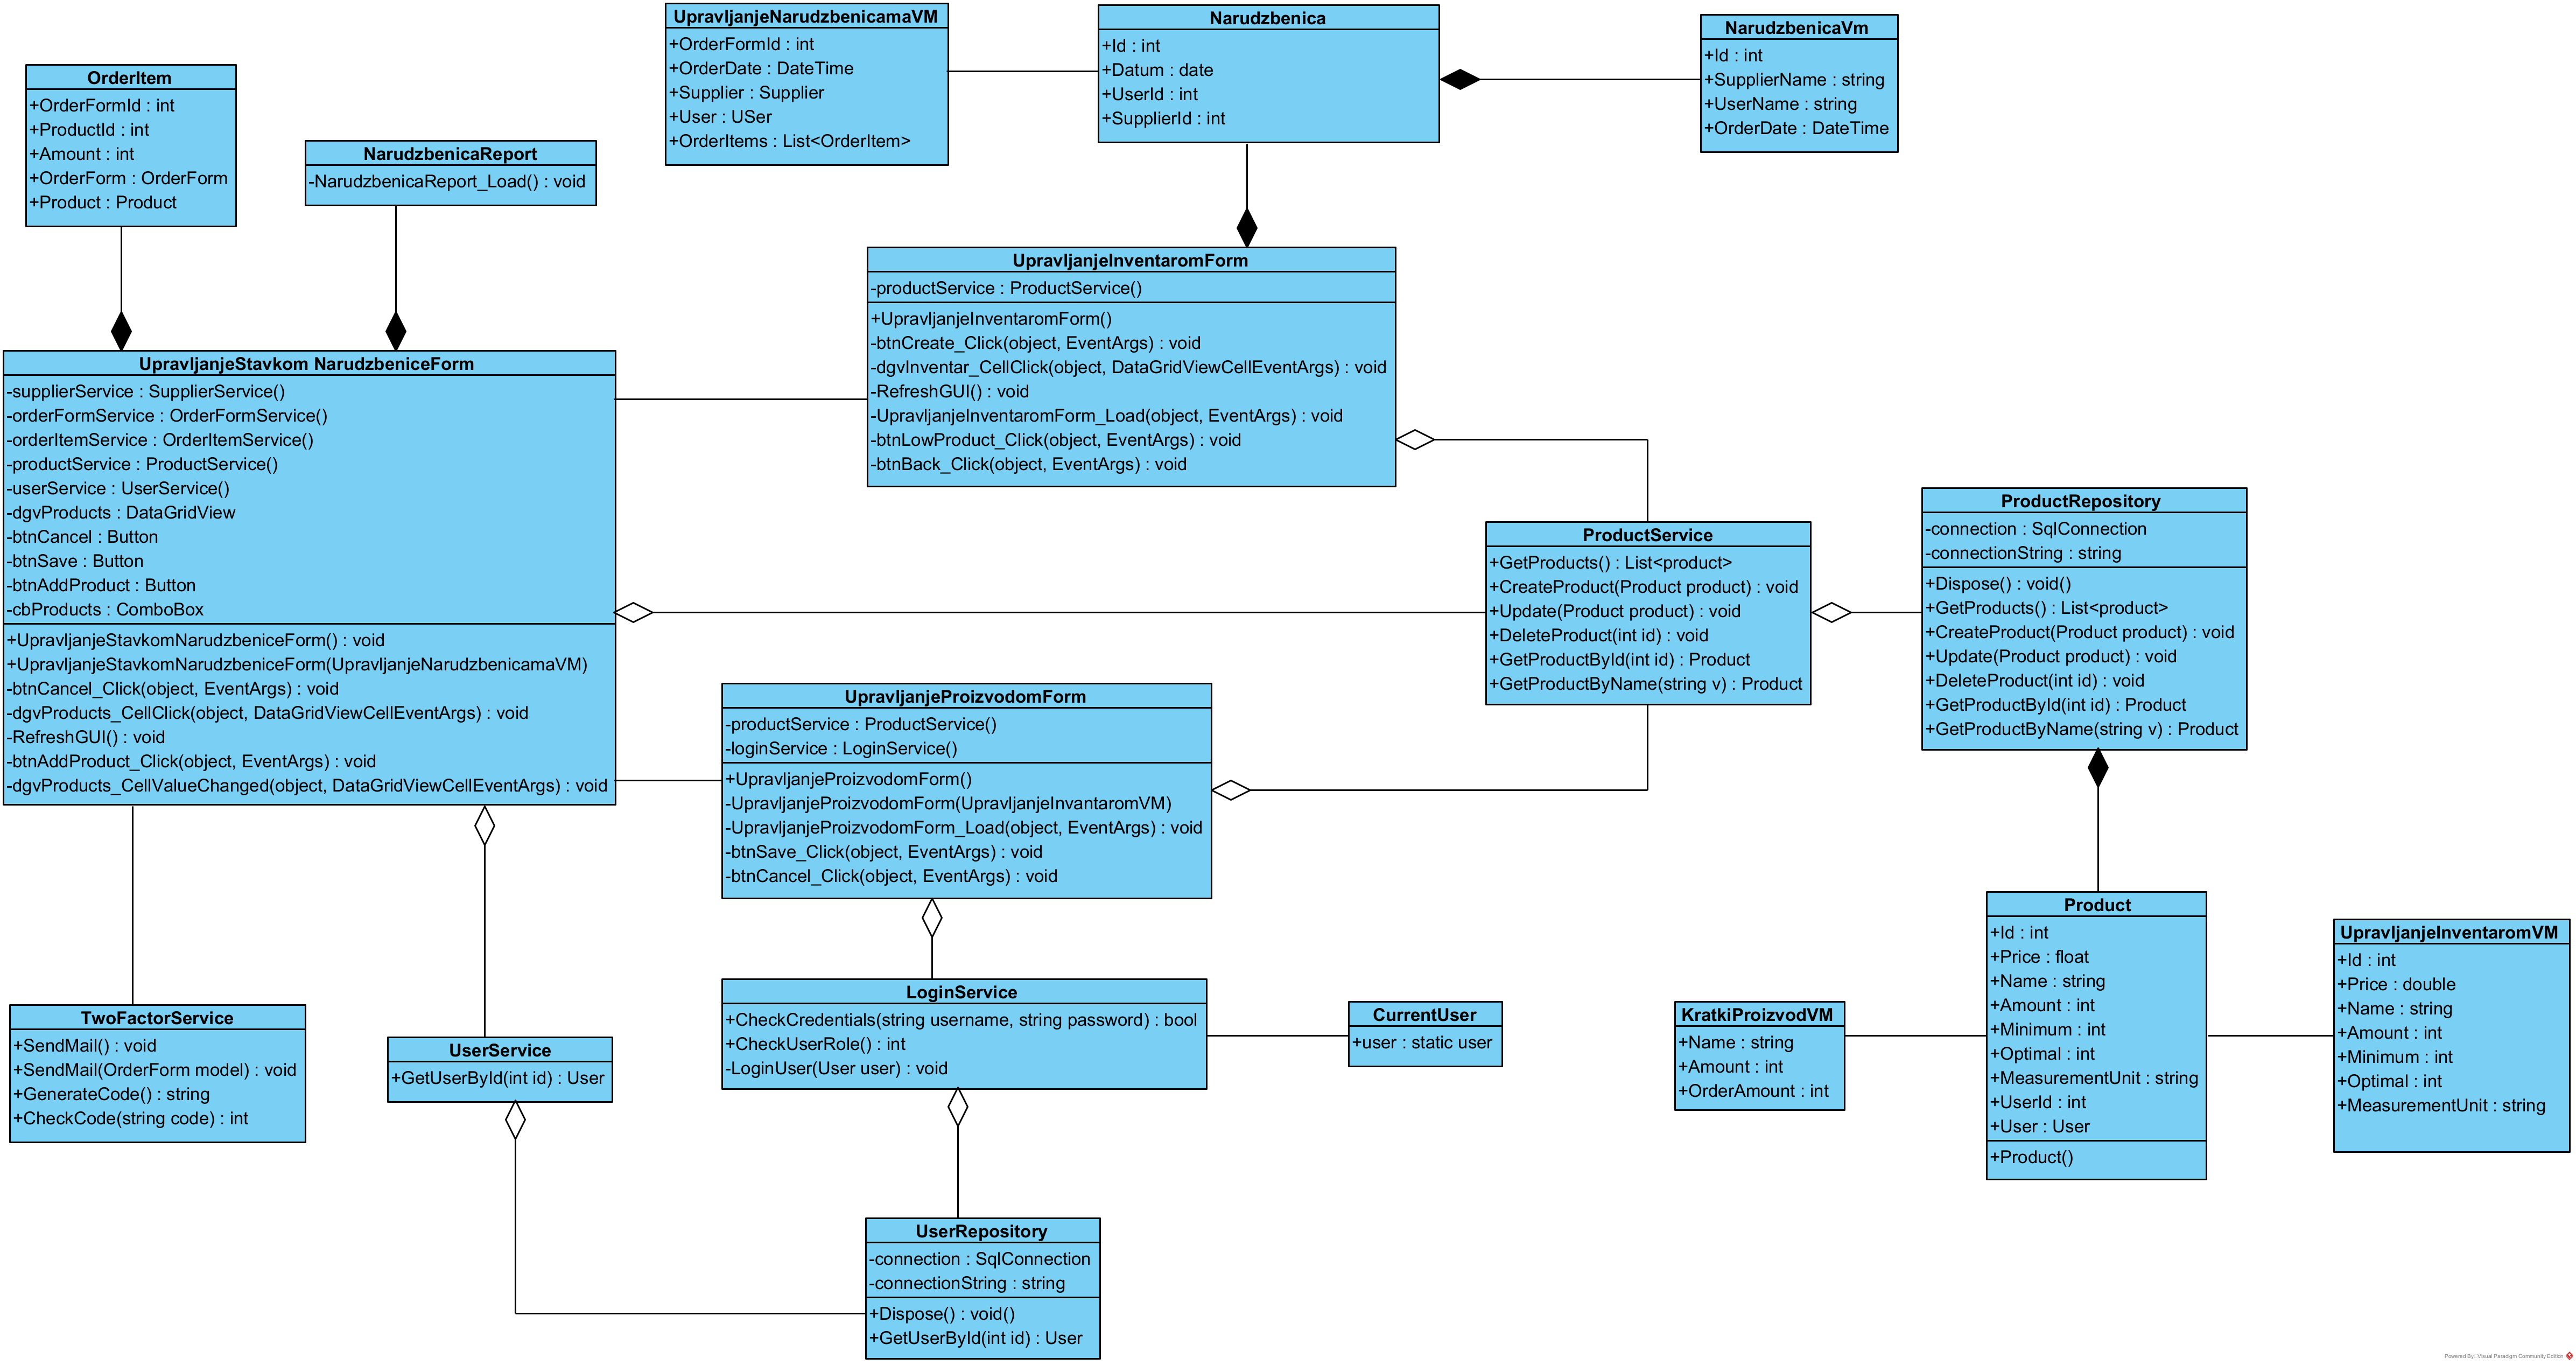 UpravljanjeNarudzbenicamaVM
+OrderFormId : int
+OrderDate : DateTime
+Supplier : Supplier
+User : USer
+OrderItems : List<OrderItem>
Narudzbenica
+Id : int
+Datum : date
+UserId : int
+SupplierId : int
NarudzbenicaVm
+Id : int
+SupplierName : string
+UserName : string
+OrderDate : DateTime
OrderItem
+OrderFormId : int
+ProductId : int
+Amount : int
+OrderForm : OrderForm
+Product : Product
NarudzbenicaReport
-NarudzbenicaReport_Load() : void
UpravljanjeInventaromForm
-productService : ProductService()
+UpravljanjeInventaromForm()
-btnCreate_Click(object, EventArgs) : void
-dgvInventar_CellClick(object, DataGridViewCellEventArgs) : void
-RefreshGUI() : void
-UpravljanjeInventaromForm_Load(object, EventArgs) : void
-btnLowProduct_Click(object, EventArgs) : void
-btnBack_Click(object, EventArgs) : void
UpravljanjeStavkom NarudzbeniceForm
-supplierService : SupplierService()
-orderFormService : OrderFormService()
-orderItemService : OrderItemService()
-productService : ProductService()
-userService : UserService()
-dgvProducts : DataGridView
-btnCancel : Button
-btnSave : Button
-btnAddProduct : Button
-cbProducts : ComboBox
+UpravljanjeStavkomNarudzbeniceForm() : void
+UpravljanjeStavkomNarudzbeniceForm(UpravljanjeNarudzbenicamaVM)
-btnCancel_Click(object, EventArgs) : void
-dgvProducts_CellClick(object, DataGridViewCellEventArgs) : void
-RefreshGUI() : void
-btnAddProduct_Click(object, EventArgs) : void
-dgvProducts_CellValueChanged(object, DataGridViewCellEventArgs) : void
ProductService
+GetProducts() : List<product>
+CreateProduct(Product product) : void
+Update(Product product) : void
+DeleteProduct(int id) : void
+GetProductById(int id) : Product
+GetProductByName(string v) : Product
ProductRepository
-connection : SqlConnection
-connectionString : string
+Dispose() : void()
+GetProducts() : List<product>
+CreateProduct(Product product) : void
+Update(Product product) : void
+DeleteProduct(int id) : void
+GetProductById(int id) : Product
+GetProductByName(string v) : Product
UpravljanjeProizvodomForm
-productService : ProductService()
-loginService : LoginService()
+UpravljanjeProizvodomForm()
-UpravljanjeProizvodomForm(UpravljanjeInvantaromVM)
-UpravljanjeProizvodomForm_Load(object, EventArgs) : void
-btnSave_Click(object, EventArgs) : void
-btnCancel_Click(object, EventArgs) : void
TwoFactorService
+SendMail() : void
+SendMail(OrderForm model) : void
+GenerateCode() : string
+CheckCode(string code) : int
UserService
+GetUserById(int id) : User
LoginService
+CheckCredentials(string username, string password) : bool
+CheckUserRole() : int
-LoginUser(User user) : void
CurrentUser
+user : static user
KratkiProizvodVM
+Name : string
+Amount : int
+OrderAmount : int
Product
+Id : int
+Price : float
+Name : string
+Amount : int
+Minimum : int
+Optimal : int
+MeasurementUnit : string
+UserId : int
+User : User
+Product()
UpravljanjeInventaromVM
+Id : int
+Price : double
+Name : string
+Amount : int
+Minimum : int
+Optimal : int
+MeasurementUnit : string
UserRepository
-connection : SqlConnection
-connectionString : string
+Dispose() : void()
+GetUserById(int id) : User
Powered By: Visual Paradigm Community Edition